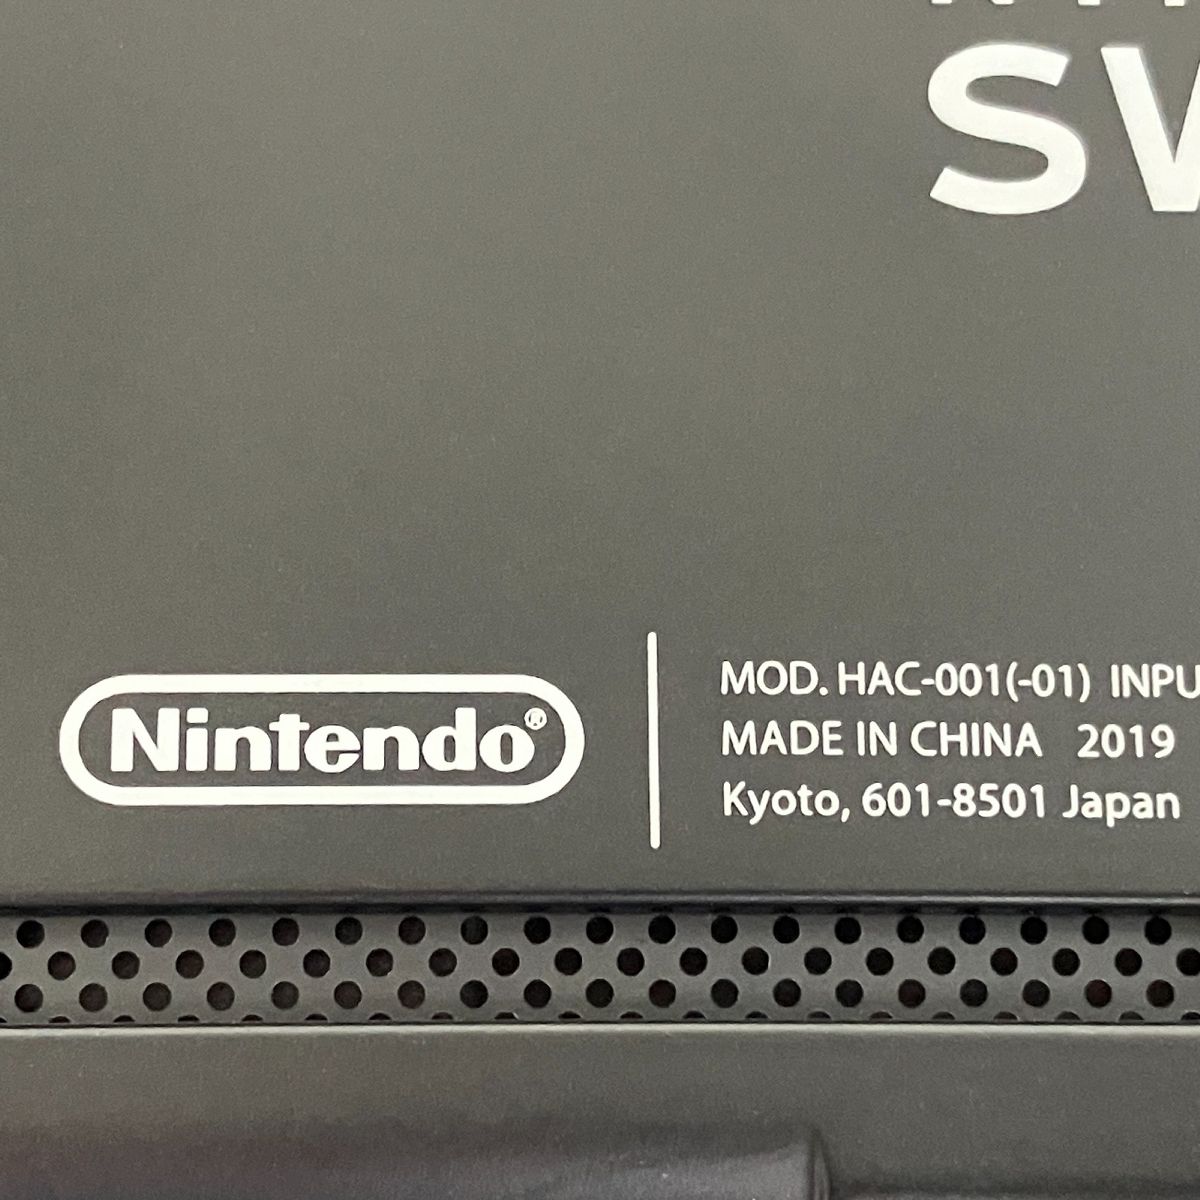 SW
Nintendo®
MOD. HAC-001(-01) INPU
MADE IN CHINA 2019
Kyoto, 601-8501 Japan